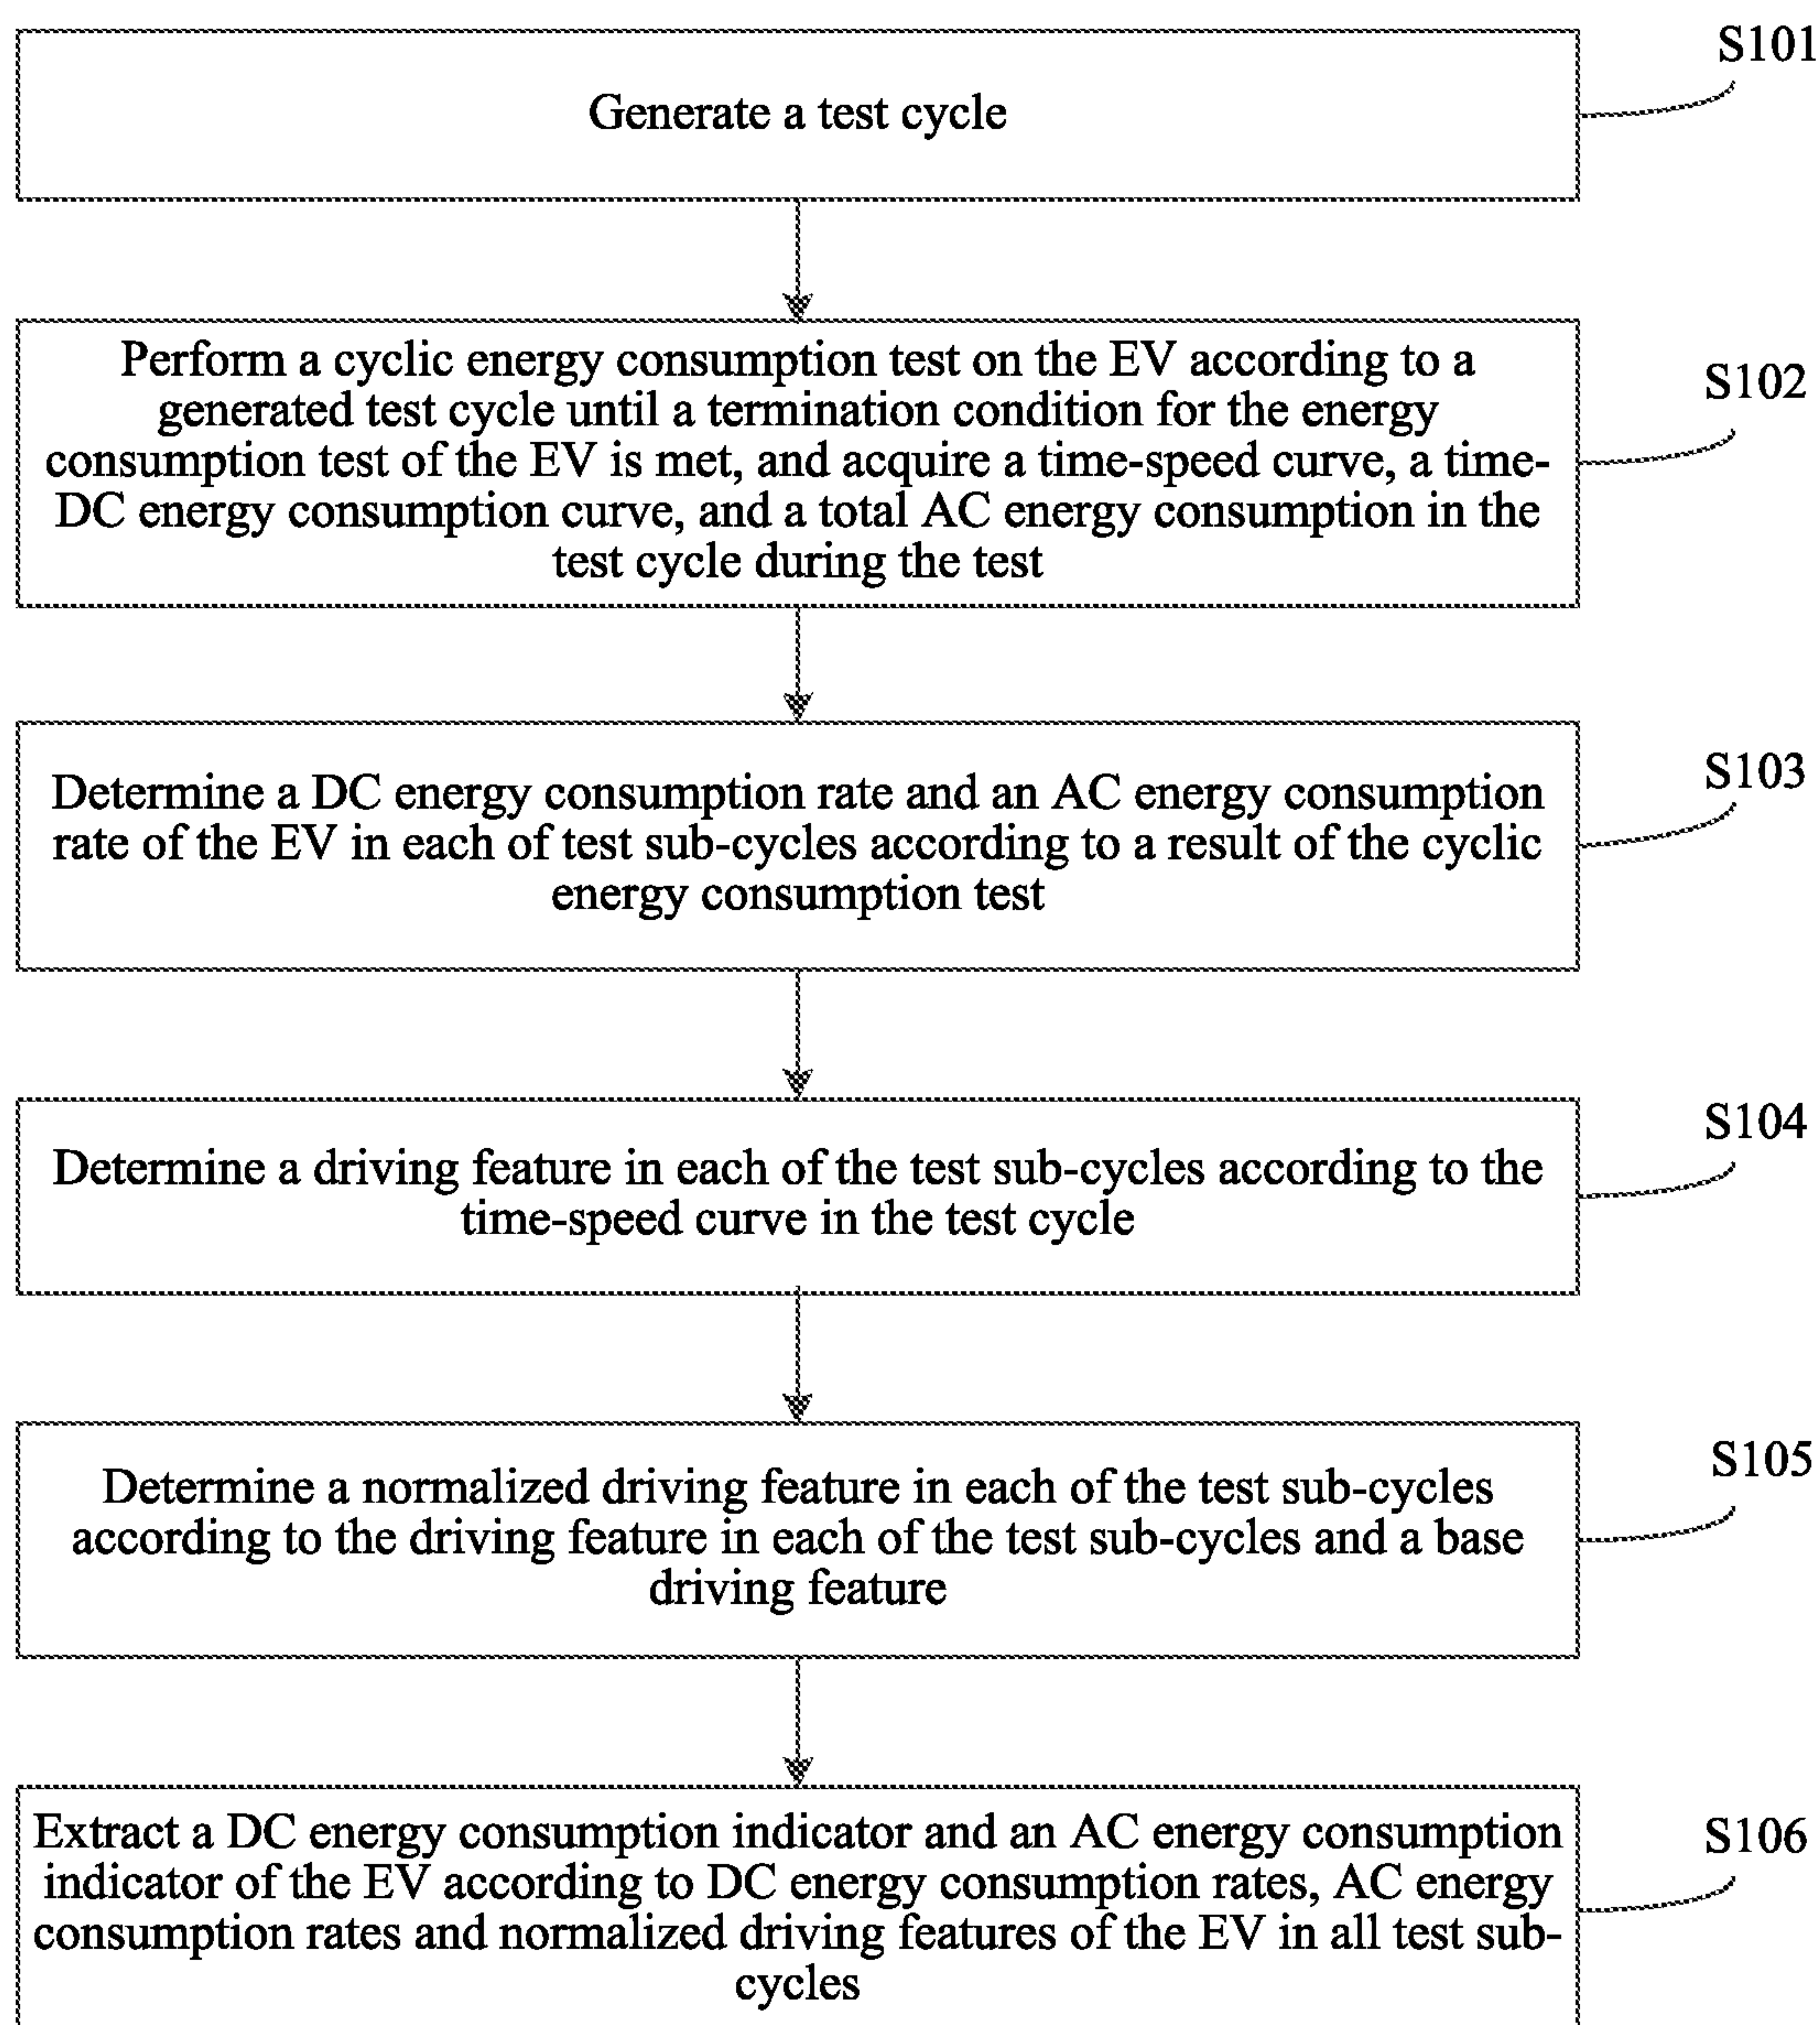 S101
Generate a test cycle
Perform a cyclic energy consumption test on the EV according to a
generated test cycle until a termination condition for the energy
consumption test of the EV is met, and acquire a time-speed curve, a time-
DC energy consumption curve, and a total AC energy consumption in the
test cycle during the test
S102
Determine a DC energy consumption rate and an AC energy consumption
rate of the EV in each of test sub-cycles according to a result of the cyclic
energy consumption test
S103
Determine a driving feature in each of the test sub-cycles according to the
time-speed curve in the test cycle
S104
Determine a normalized driving feature in each of the test sub-cycles
according to the driving feature in each of the test sub-cycles and a base
driving feature
S105
Extract a DC energy consumption indicator and an AC energy consumption
indicator of the EV according to DC energy consumption rates, AC energy
consumption rates and normalized driving features of the EV in all test sub-
cycles
S106